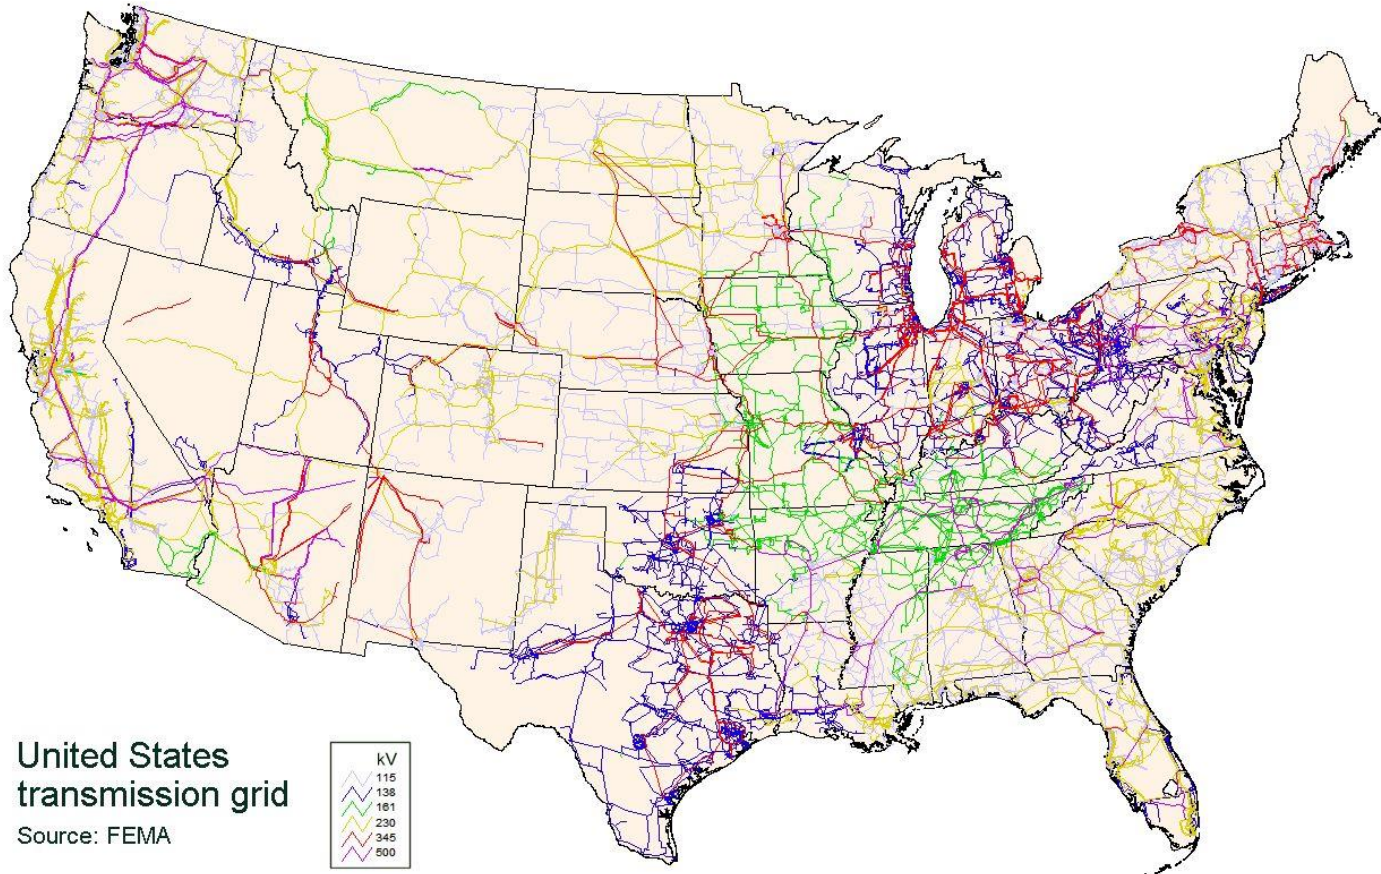 United States
transmission grid
Source: FEMA
kV
115
138
161
230
345
500